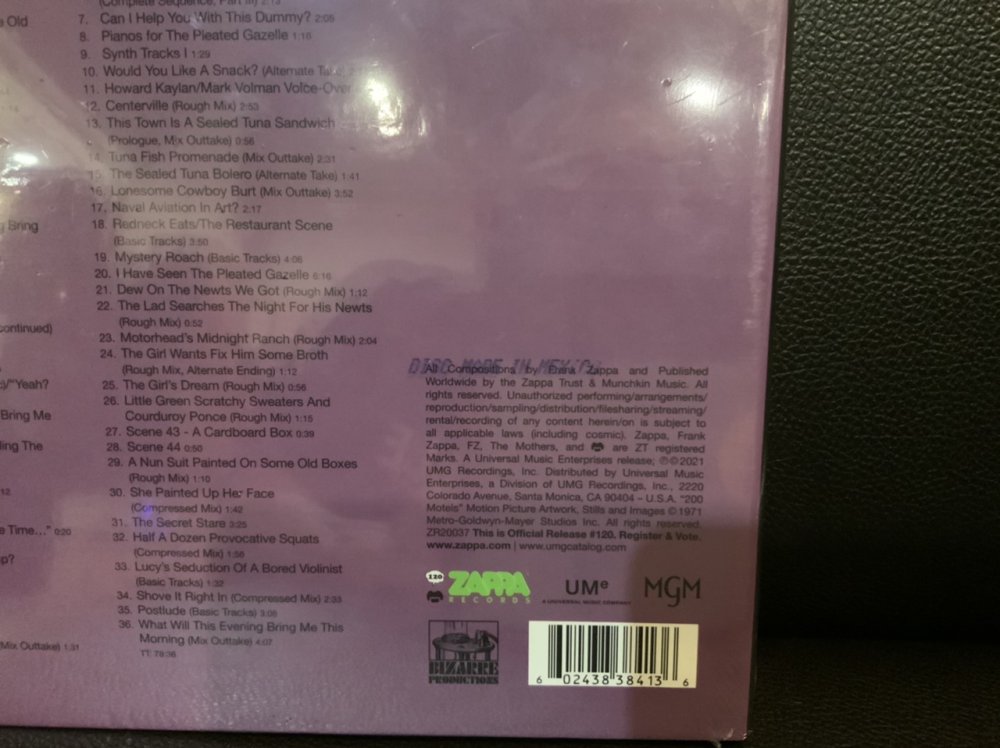 e Old
(Complete Sequence, Part III) 2:13
7. Can I Help You With This Dummy? 2:05
8. Pianos for The Pleated Gazelle 1:16
9. Synth Tracks I 1:29
10. Would You Like A Snack? (Alternate Take)
11. Howard Kaylan/Mark Volman Voice-Over
12. Centerville (Rough Mix) 2:53
13. This Town Is A Sealed Tuna Sandwich
(Prologue, Mix Outtake) 0:56
14. Tuna Fish Promenade (Mix Outtake) 2:31
15. The Sealed Tuna Bolero (Alternate Take) 1:41
16. Lonesome Cowboy Burt (Mix Outtake) 3:52
17. Naval Aviation In Art? 2:17
g Bring
18. Redneck Eats/The Restaurant Scene
(Basic Tracks) 3:50
19. Mystery Roach (Basic Tracks) 4:06
20. I Have Seen The Pleated Gazelle 6:16
21. Dew On The Newts We Got (Rough Mix) 1:12
22. The Lad Searches The Night For His Newts
(Rough Mix) 0:52
continued)
23. Motorhead's Midnight Ranch (Rough Mix) 2:04
24. The Girl Wants Fix Him Some Broth
(Rough Mix, Alternate Ending) 1:12
:)/"Yeah?
25. The Girl's Dream (Rough Mix) 0:56
26. Little Green Scratchy Sweaters And
Courduroy Ponce (Rough Mix) 1:15
Bring Me
27. Scene 43 - A Cardboard Box 0:39
ling The
28. Scene 44 0:50
29. A Nun Suit Painted On Some Old Boxes
(Rough Mix) 1:10
:12
30. She Painted Up Her Face
(Compressed Mix) 1:42
31. The Secret Stare 3:25
e Time..." 0:20
32. Half A Dozen Provocative Squats
(Compressed Mix) 1:56
p?
33. Lucy's Seduction Of A Bored Violinist
(Basic Tracks) 1:32
34. Shove It Right In (Compressed Mix) 2:33
35. Postlude (Basic Tracks) 3:08
36. What Will This Evening Bring Me This
Morning (Mix Outtake) 4:07
(Mix Outtake) 1:31
TT: 79:36
DISC MADE IN MEX
All Compositions by Frank Zappa and Published
Worldwide by the Zappa Trust & Munchkin Music. All
rights reserved. Unauthorized performing/arrangements/
reproduction/sampling/distribution/filesharing/streaming/
rental/recording of any content herein/on is subject to
all applicable laws (including cosmic). Zappa, Frank
Zappa, FZ, The Mothers, and are ZT registered
Marks. A Universal Music Enterprises release; ℗©2021
UMG Recordings, Inc. Distributed by Universal Music
Enterprises, a Division of UMG Recordings, Inc., 2220
Colorado Avenue, Santa Monica, CA 90404 - U.S.A. "200
Motels" Motion Picture Artwork, Stills and Images ©1971
Metro-Goldwyn-Mayer Studios Inc. All rights reserved.
ZR20037 This is Official Release #120. Register & Vote.
www.zappa.com | www.umgcatalog.com
120
ZAPPA
RECORDS
UMe
A UNIVERSAL MUSIC COMPANY
MGM
BIZARRE
PRODUCTIONS
6 02438 38413 6